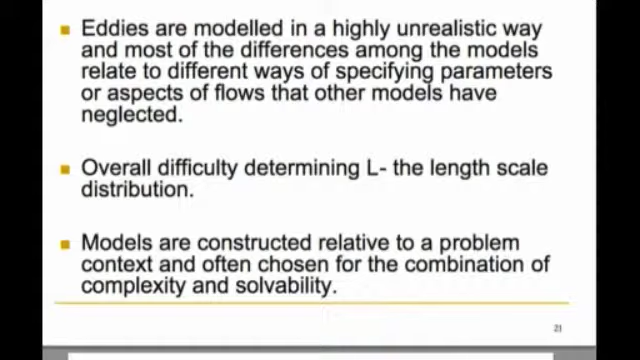 Eddies are modelled in a highly unrealistic way
and most of the differences among the models
relate to different ways of specifying parameters
or aspects of flows that other models have
neglected.
Overall difficulty determining L- the length scale
distribution.
Models are constructed relative to a problem
context and often chosen for the combination of
complexity and solvability.
21